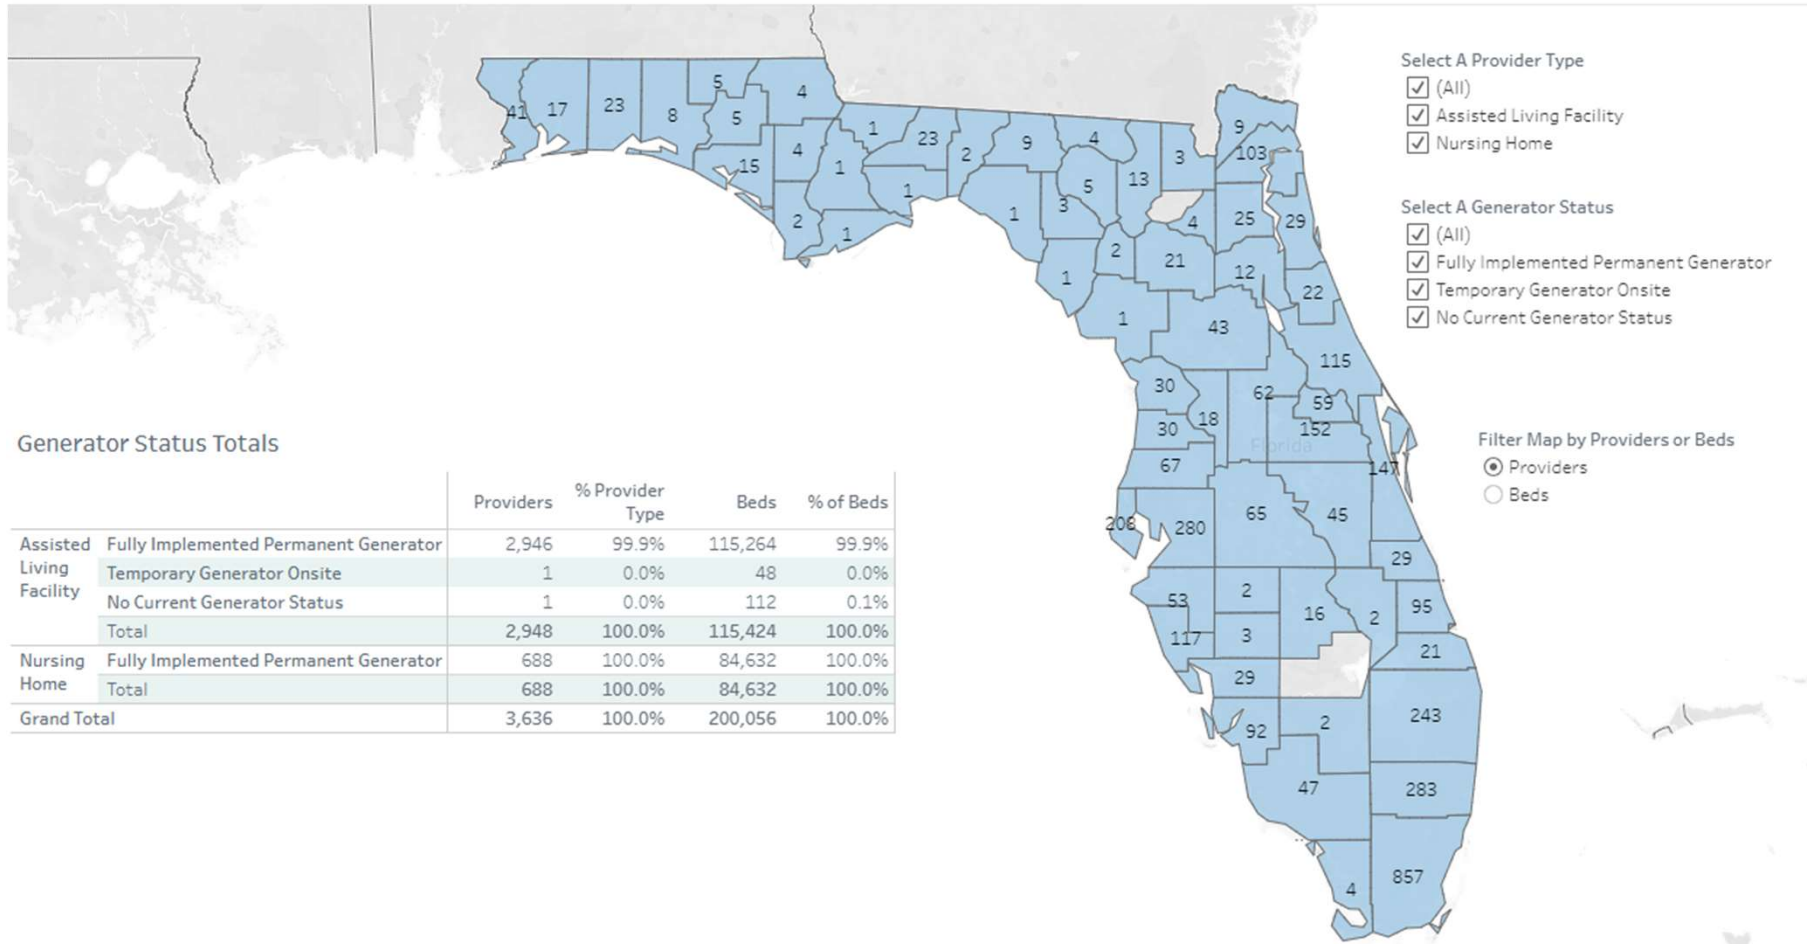 Select A Provider Type
(All)
Assisted Living Facility
Nursing Home
Select A Generator Status
(All)
Fully Implemented Permanent Generator
Temporary Generator Onsite
No Current Generator Status
Filter Map by Providers or Beds
Providers
Beds
41 17 23 8 5 4
5
15 4 1 1 23 2 9 4 3 9
103
2 1 1 1 3 5 13 4 25 29
1 2 21 12 22
1 43
115
30 18 62 59
30 152
Florida
67 147
208 280 65 45
29
53 2 16 2 95
117 3 21
29
92 2 243
47 283
4 857
Generator Status Totals
Providers % Provider Type Beds % of Beds
Assisted Living Facility Fully Implemented Permanent Generator 2,946 99.9% 115,264 99.9%
Temporary Generator Onsite 1 0.0% 48 0.0%
No Current Generator Status 1 0.0% 112 0.1%
Total 2,948 100.0% 115,424 100.0%
Nursing Home Fully Implemented Permanent Generator 688 100.0% 84,632 100.0%
Total 688 100.0% 84,632 100.0%
Grand Total 3,636 100.0% 200,056 100.0%